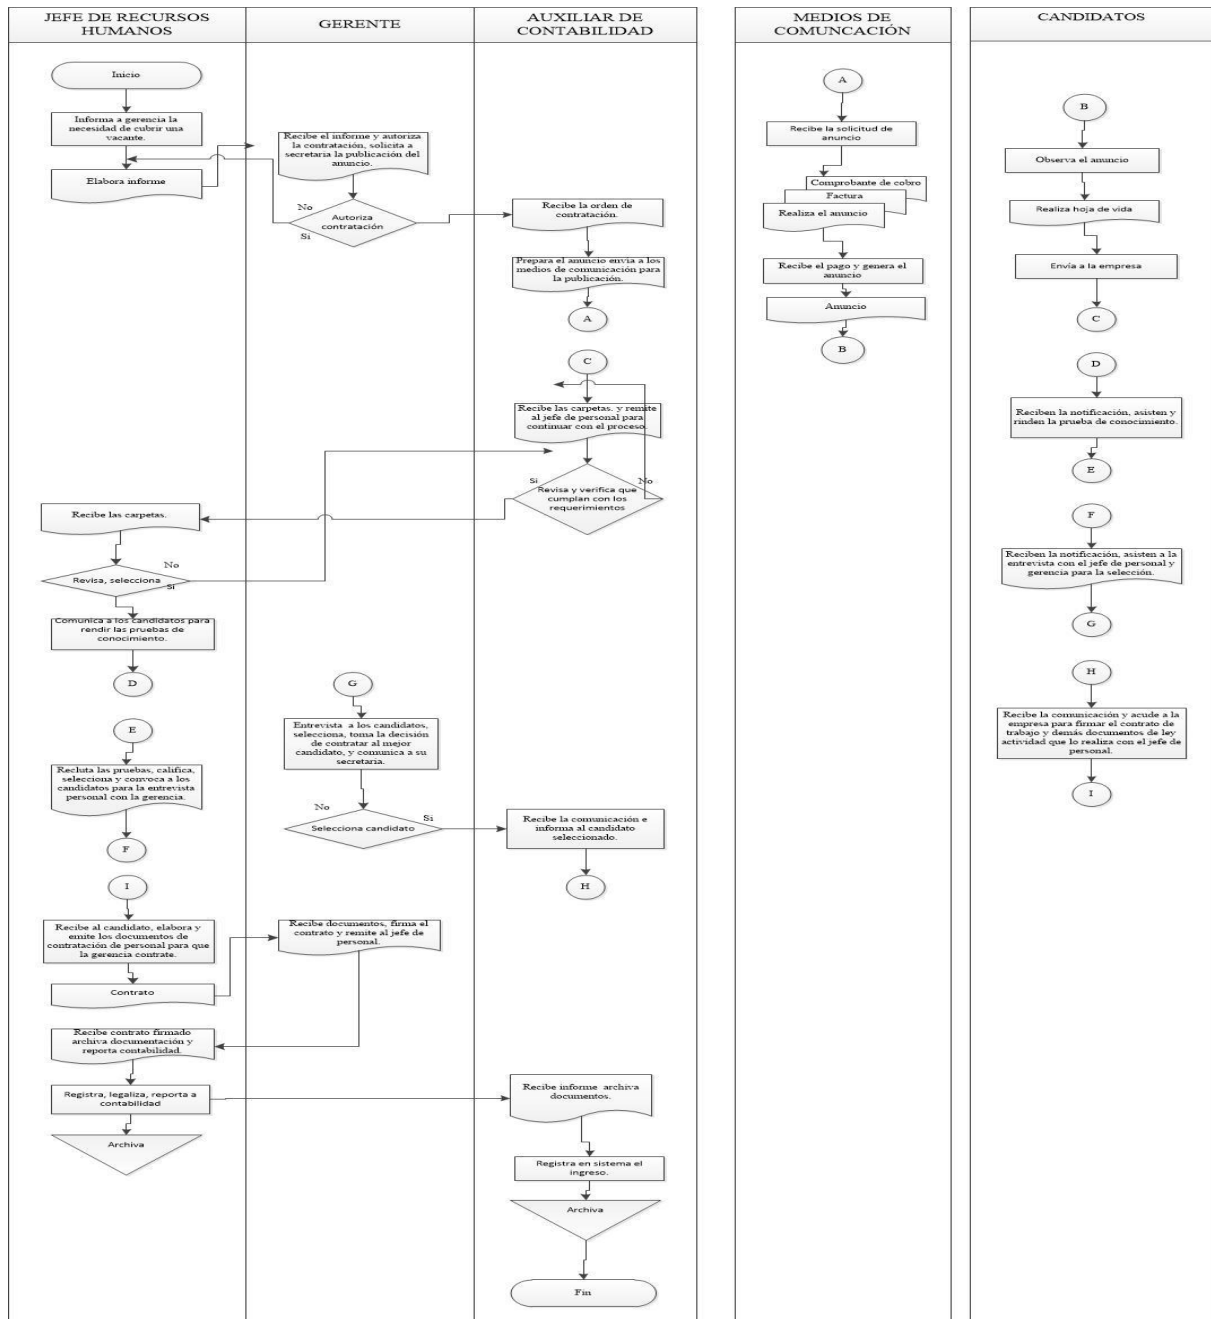 JEFE DE RECURSOS
HUMANOS
GERENTE
AUXILIAR DE
CONTABILIDAD
MEDIOS DE
COMUNCACIÓN
CANDIDATOS
Inicio
Informa a gerencia la
necesidad de cubrir una
vacante.
Elabora informe
Recibe el informe y autoriza
la contratación, solicita a
secretaria la publicación del
anuncio.
No
Si
Autoriza
contratación
Recibe la orden de
contratación.
Prepara el anuncio envia a los
medios de comunicación para
la publicación.
A
C
Recibe las carpetas. y remite
al jefe de personal para
continuar con el proceso.
Si
No
Revisa y verifica que
cumplan con los
requerimientos
Recibe las carpetas.
No
Revisa, selecciona
Si
Comunica a los candidatos para
rendir las pruebas de
conocimiento.
D
E
Recluta las pruebas, califica,
selecciona y convoca a los
candidatos para la entrevista
personal con la gerencia.
F
G
Entrevista a los candidatos,
selecciona, toma la decisión
de contratar al mejor
candidato, y comunica a su
secretaria.
No
Si
Selecciona candidato
Recibe la comunicación e
informa al candidato
seleccionado.
H
I
Recibe al candidato, elabora y
emite los documentos de
contratación de personal para que
la gerencia contrate.
Contrato
Recibe documentos, firma el
contrato y remite al jefe de
personal.
Recibe contrato firmado
archiva documentación y
reporta contabilidad.
Registra, legaliza, reporta a
contabilidad
Archiva
Recibe informe archiva
documentos.
Registra en sistema el
ingreso.
Archiva
Fin
A
Recibe la solicitud de
anuncio
Comprobante de cobro
Factura
Realiza el anuncio
Recibe el pago y genera el
anuncio
Anuncio
B
B
Observa el anuncio
Realiza hoja de vida
Envía a la empresa
C
D
Reciben la notificación, asisten y
rinden la prueba de conocimiento.
E
F
Reciben la notificación, asisten a la
entrevista con el jefe de personal y
gerencia para la selección.
G
H
Recibe la comunicación y acude a la
empresa para firmar el contrato de
trabajo y demás documentos de ley
actividad que lo realiza con el jefe de
personal.
I